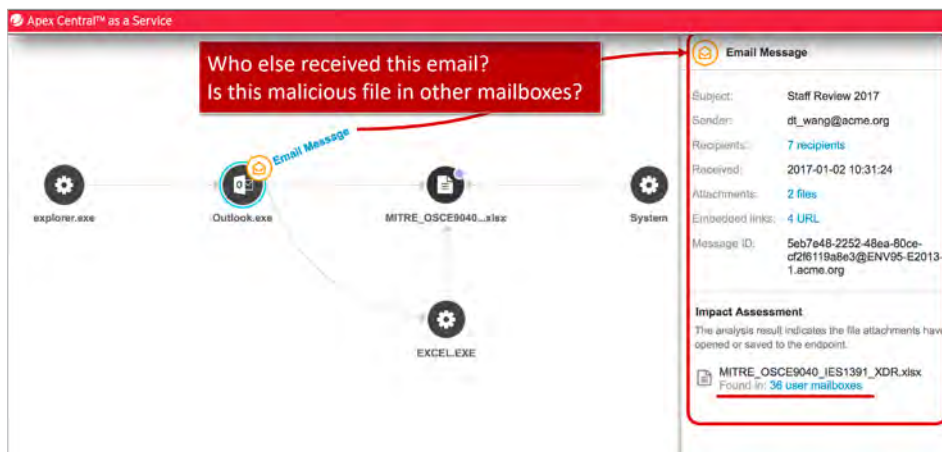 Apex Central™ as a Service
Who else received this email?
Is this malicious file in other mailboxes?
Email Message
explorer.exe
Outlook.exe
MITRE_OSCE9040...xlsx
System
EXCEL.EXE
Email Message
Subject: Staff Review 2017
Sender: dt_wang@acme.org
Recipients: 7 recipients
Received: 2017-01-02 10:31:24
Attachments: 2 files
Embedded links: 4 URL
Message ID: 5eb7e48-2252-48ea-80ce-
cf2f6119a8e3@ENV95-E2013-
1.acme.org
Impact Assessment
The analysis result indicates the file attachments have
opened or saved to the endpoint.
MITRE_OSCE9040_IES1391_XDR.xlsx
Found in: 36 user mailboxes